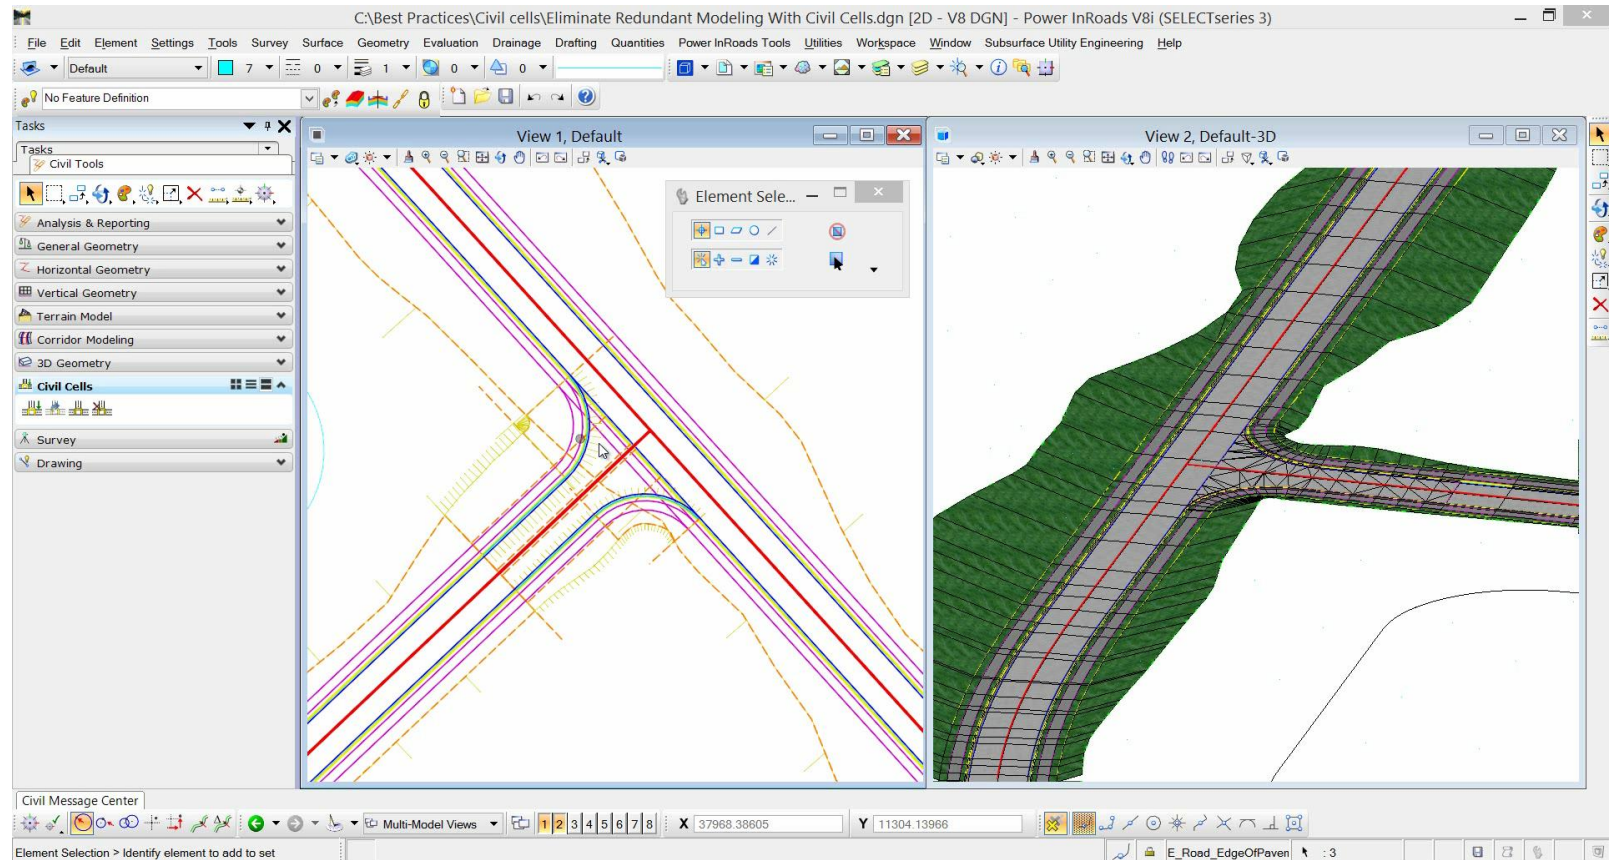 C:\Best Practices\Civil cells\Eliminate Redundant Modeling With Civil Cells.dgn [2D - V8 DGN] - Power InRoads V8i (SELECTseries 3)
File Edit Element Settings Tools Survey Surface Geometry Evaluation Drainage Drafting Quantities Power InRoads Tools Utilities Workspace Window Subsurface Utility Engineering Help
Default 7 0 1 0 0
No Feature Definition
Tasks
Tasks
Civil Tools
Analysis & Reporting
General Geometry
Horizontal Geometry
Vertical Geometry
Terrain Model
Corridor Modeling
3D Geometry
Civil Cells
Survey
Drawing
View 1, Default
Element Sele...
View 2, Default-3D
Civil Message Center
Multi-Model Views 1 2 3 4 5 6 7 8 X 37968.38605 Y 11304.13966
Element Selection > Identify element to add to set E_Road_EdgeOfPaven : 3